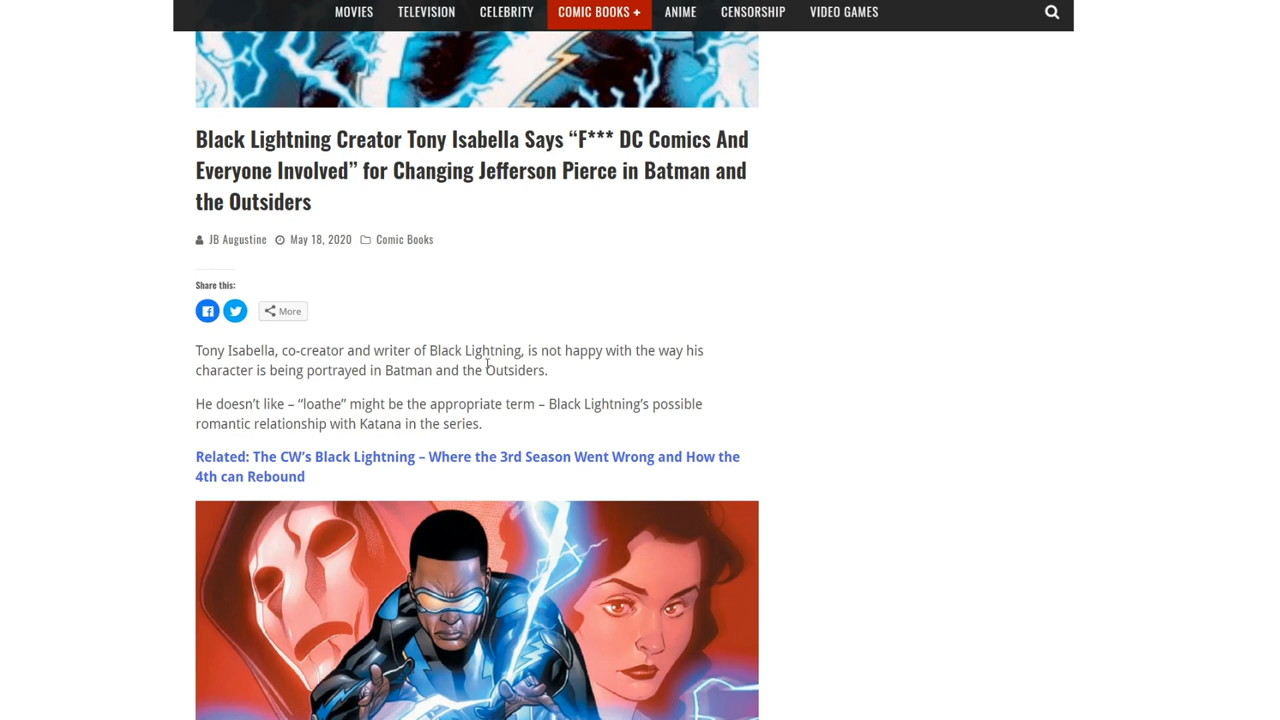 MOVIES TELEVISION CELEBRITY COMIC BOOKS + ANIME CENSORSHIP VIDEO GAMES
Black Lightning Creator Tony Isabella Says “F*** DC Comics And
Everyone Involved” for Changing Jefferson Pierce in Batman and
the Outsiders
JB Augustine May 18, 2020 Comic Books
Share this:
More
Tony Isabella, co-creator and writer of Black Lightning, is not happy with the way his
character is being portrayed in Batman and the Outsiders.
He doesn’t like – “loathe” might be the appropriate term – Black Lightning’s possible
romantic relationship with Katana in the series.
Related: The CW’s Black Lightning – Where the 3rd Season Went Wrong and How the
4th can Rebound